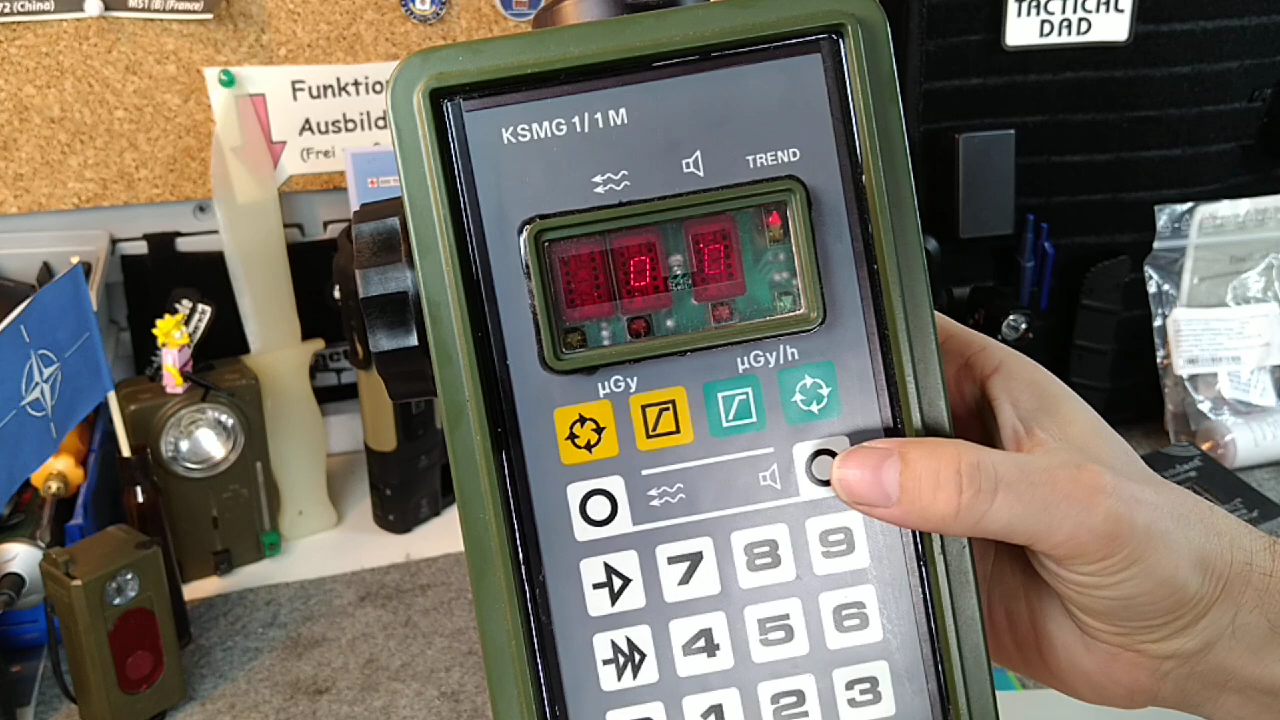 72 (China)
MS1 (B) (France)
TACTICAL
DAD
Funktio
Ausbild
(Frei
KSMG 1/1 M
TREND
0 0
µGy
µGy/h
7 8 9
4 5 6
1 2 3